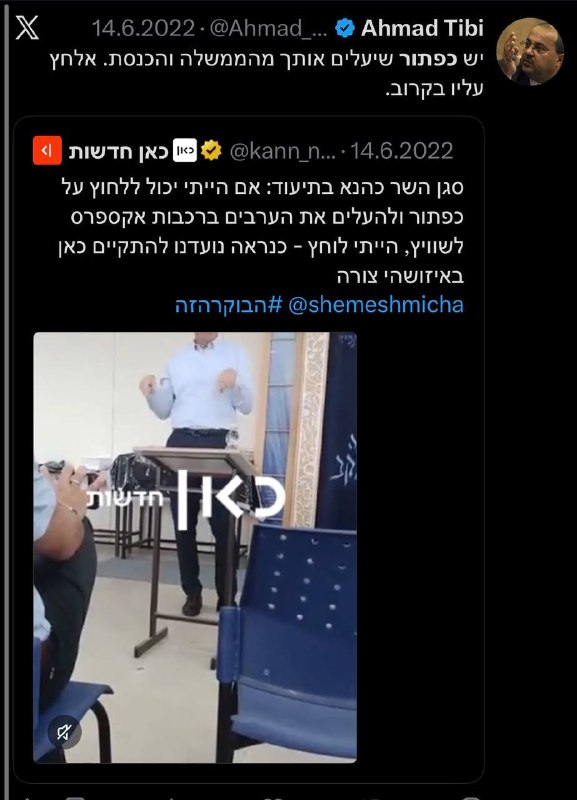 Ahmad Tibi @Ahmad_... · 14.6.2022
יש כפתור שיעלים אותך מהממשלה והכנסת. אלחץ
עליו בקרוב.
כאן חדשות כאן @kann_n... · 14.6.2022
סגן השר כהנא בתיעוד: אם הייתי יכול ללחוץ על
כפתור ולהעלים את הערבים ברכבות אקספרס
לשוויץ, הייתי לוחץ - כנראה נועדנו להתקיים כאן
באיזושהי צורה
@shemeshmicha #הבוקרהזה
כאן חדשות